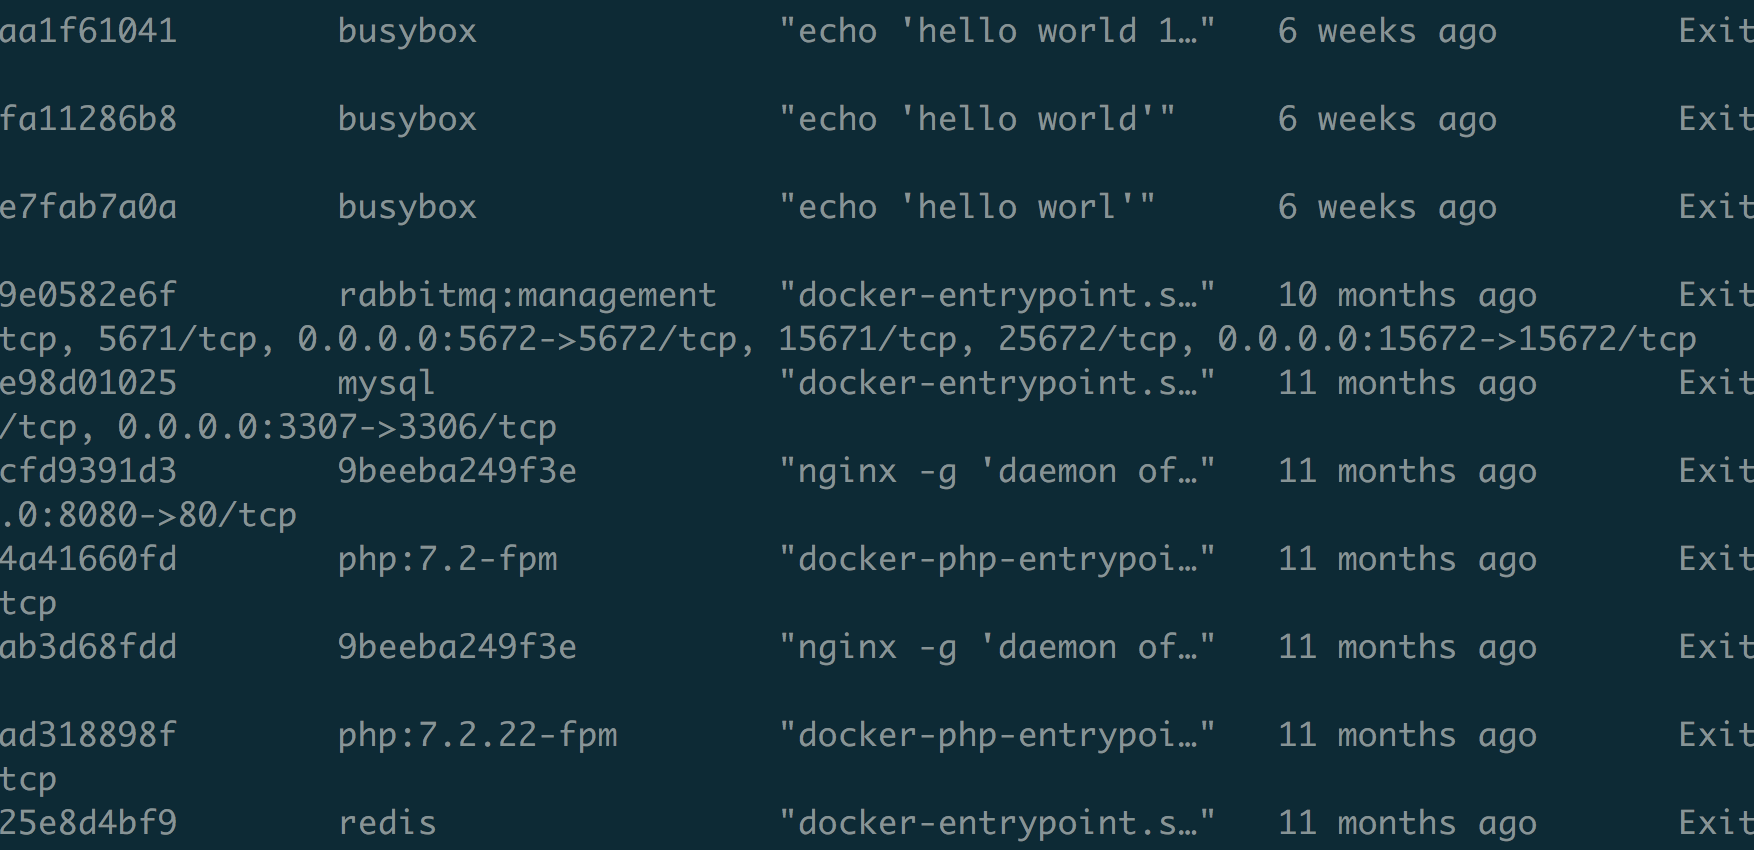 aa1f61041 busybox "echo 'hello world 1…" 6 weeks ago Exit
fa11286b8 busybox "echo 'hello world'" 6 weeks ago Exit
e7fab7a0a busybox "echo 'hello worl'" 6 weeks ago Exit
9e0582e6f rabbitmq:management "docker-entrypoint.s…" 10 months ago Exit
tcp, 5671/tcp, 0.0.0.0:5672->5672/tcp, 15671/tcp, 25672/tcp, 0.0.0.0:15672->15672/tcp
e98d01025 mysql "docker-entrypoint.s…" 11 months ago Exit
/tcp, 0.0.0.0:3307->3306/tcp
cfd9391d3 9beeba249f3e "nginx -g 'daemon of…" 11 months ago Exit
.0:8080->80/tcp
4a41660fd php:7.2-fpm "docker-php-entrypoi…" 11 months ago Exit
tcp
ab3d68fdd 9beeba249f3e "nginx -g 'daemon of…" 11 months ago Exit
ad318898f php:7.2.22-fpm "docker-php-entrypoi…" 11 months ago Exit
tcp
25e8d4bf9 redis "docker-entrypoint.s…" 11 months ago Exit